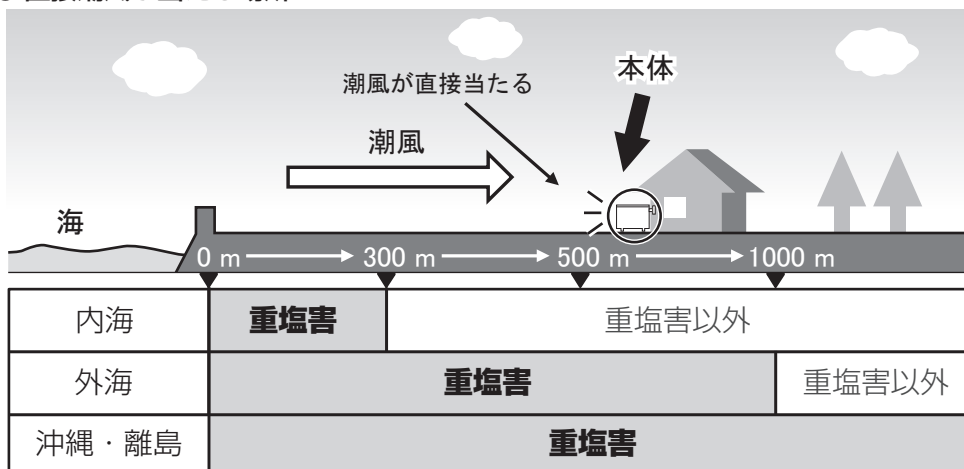 潮風が直接当たる
本体
潮風
海
0 m 300 m 500 m 1000 m
内海 重塩害 重塩害以外
外海 重塩害 重塩害以外
沖縄・離島 重塩害